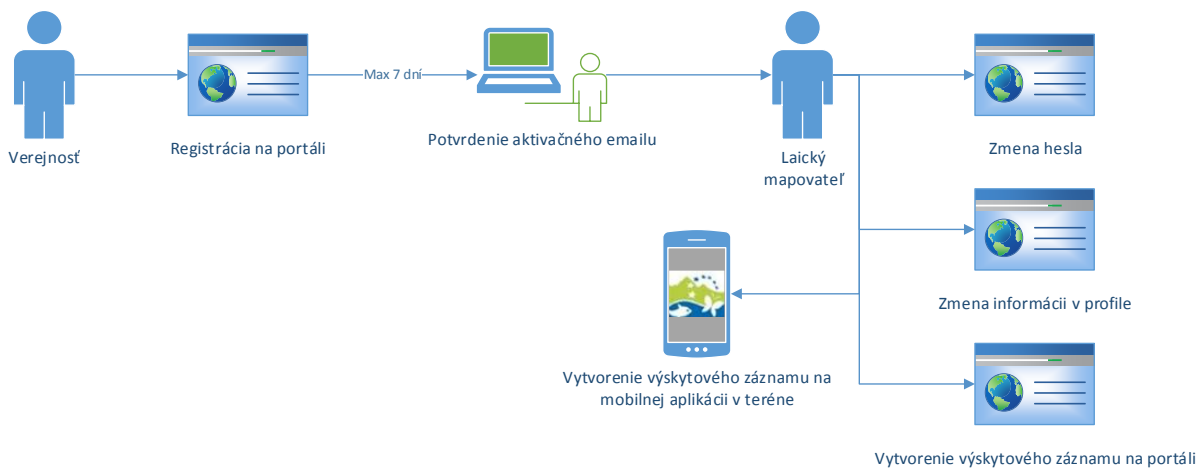 Max 7 dní
Verejnosť
Registrácia na portáli
Potvrdenie aktivačného emailu
Laický
mapovateľ
Zmena hesla
Zmena informácii v profile
Vytvorenie výskytového záznamu na
mobilnej aplikácii v teréne
Vytvorenie výskytového záznamu na portáli